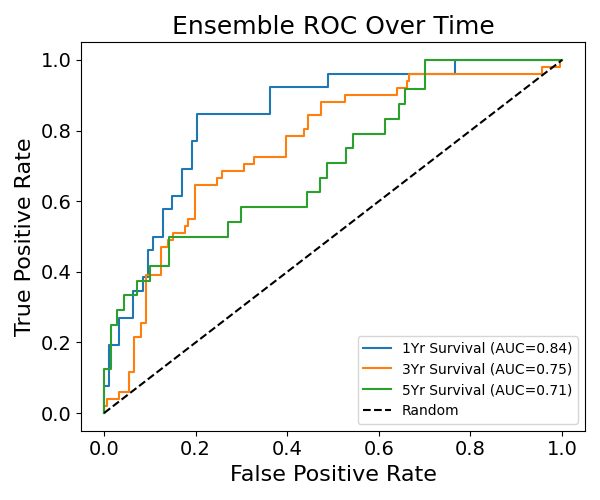 Ensemble ROC Over Time
True Positive Rate
1.0
0.8
0.6
0.4
0.2
0.0
0.0 0.2 0.4 0.6 0.8 1.0
False Positive Rate
1Yr Survival (AUC=0.84)
3Yr Survival (AUC=0.75)
5Yr Survival (AUC=0.71)
Random